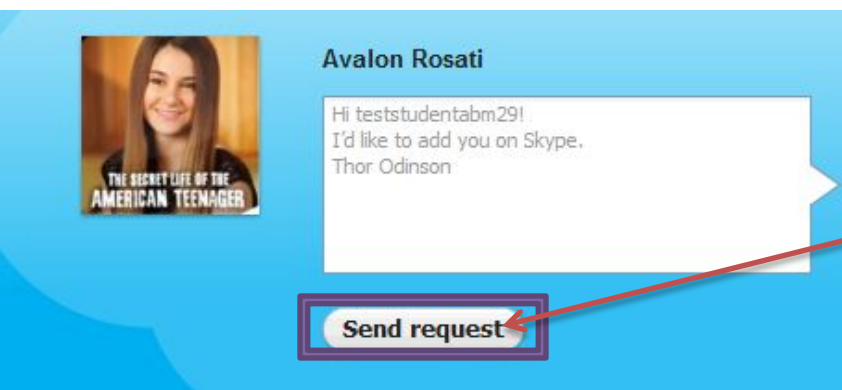 Avalon Rosati
Hi teststudentabm29!
I'd like to add you on Skype.
Thor Odinson
THE SECRET LIFE OF THE
AMERICAN TEENAGER
Send request